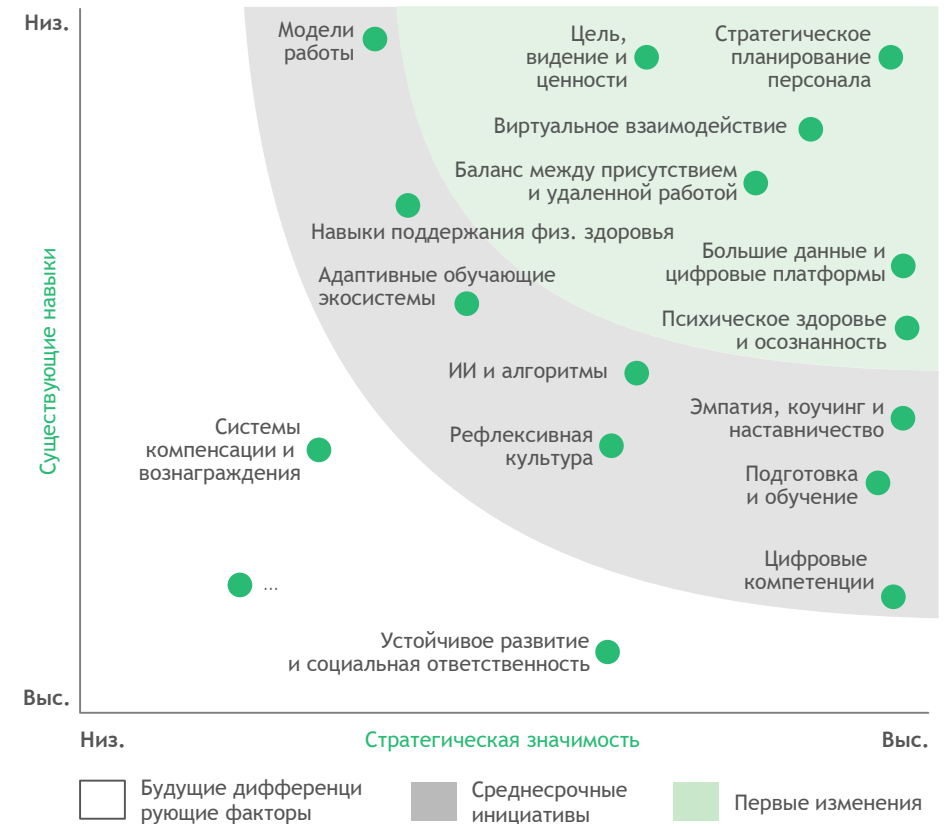 Низ.
Модели
работы
Цель,
видение и
ценности
Стратегическое
планирование
персонала
Виртуальное взаимодействие
Баланс между присутствием
и удаленной работой
Навыки поддержания физ. здоровья
Большие данные и
цифровые платформы
Адаптивные обучающие
экосистемы
Психическое здоровье
и осознанность
ИИ и алгоритмы
Существующие навыки
Эмпатия, коучинг и
наставничество
Системы
компенсации и
вознаграждения
Рефлексивная
культура
Подготовка
и обучение
Цифровые
компетенции
...
Устойчивое развитие
и социальная ответственность
Выс.
Низ.
Стратегическая значимость
Выс.
Будущие дифференци
рующие факторы
Среднесрочные
инициативы
Первые изменения